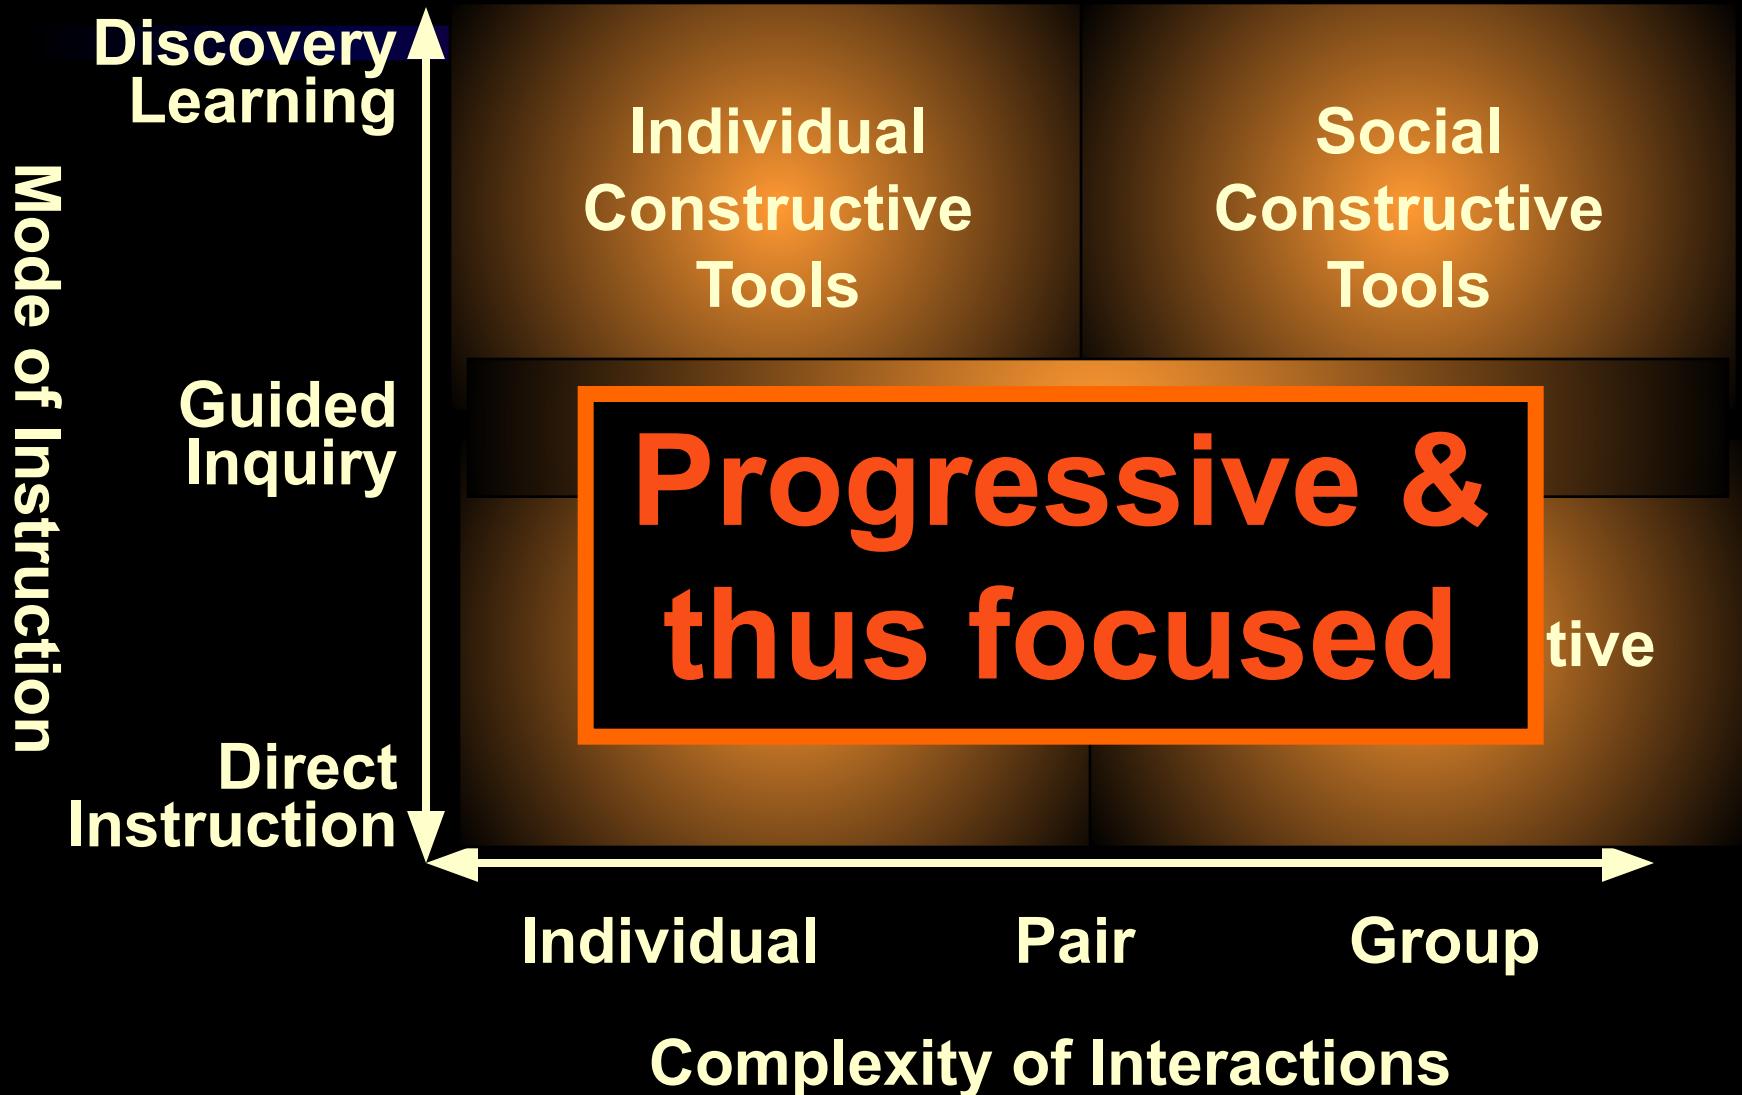 Discovery
Learning
Individual
Constructive
Tools
Social
Constructive
Tools
Mode of Instruction
Guided
Inquiry
Progressive &
thus focused
tive
Direct
Instruction
Individual Pair Group
Complexity of Interactions